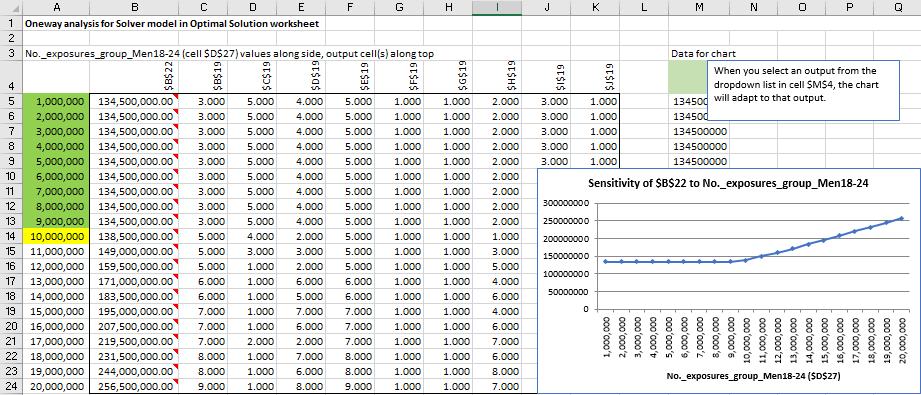 A B C D E F G H I J K L M N O P Q
1 Oneway analysis for Solver model in Optimal Solution worksheet
2
3 No._exposures_group_Men18-24 (cell $D$27) values along side, output cell(s) along top Data for chart
4 $B$22 $B$19 $C$19 $D$19 $E$19 $F$19 $G$19 $H$19 $I$19 $J$19
When you select an output from the
dropdown list in cell $M$4, the chart
will adapt to that output.
5 1,000,000 134,500,000.00 3.000 5.000 4.000 5.000 1.000 1.000 2.000 3.000 1.000 134500
6 2,000,000 134,500,000.00 3.000 5.000 4.000 5.000 1.000 1.000 2.000 3.000 1.000 134500
7 3,000,000 134,500,000.00 3.000 5.000 4.000 5.000 1.000 1.000 2.000 3.000 1.000 134500000
8 4,000,000 134,500,000.00 3.000 5.000 4.000 5.000 1.000 1.000 2.000 3.000 1.000 134500000
9 5,000,000 134,500,000.00 3.000 5.000 4.000 5.000 1.000 1.000 2.000 3.000 1.000 134500000
10 6,000,000 134,500,000.00 3.000 5.000 4.000 5.000 1.000 1.000 2.000
11 7,000,000 134,500,000.00 3.000 5.000 4.000 5.000 1.000 1.000 2.000
12 8,000,000 134,500,000.00 3.000 5.000 4.000 5.000 1.000 1.000 2.000
13 9,000,000 134,500,000.00 3.000 5.000 4.000 5.000 1.000 1.000 2.000
14 10,000,000 138,500,000.00 5.000 4.000 2.000 5.000 1.000 1.000 1.000
15 11,000,000 149,000,000.00 5.000 3.000 3.000 5.000 1.000 1.000 3.000
16 12,000,000 159,500,000.00 5.000 1.000 2.000 5.000 1.000 1.000 5.000
17 13,000,000 171,000,000.00 6.000 1.000 6.000 6.000 1.000 1.000 4.000
18 14,000,000 183,500,000.00 6.000 1.000 5.000 6.000 1.000 1.000 5.000
19 15,000,000 195,000,000.00 7.000 1.000 7.000 7.000 1.000 1.000 4.000
20 16,000,000 207,500,000.00 7.000 1.000 6.000 7.000 1.000 1.000 6.000
21 17,000,000 219,500,000.00 7.000 2.000 2.000 7.000 1.000 1.000 7.000
22 18,000,000 231,500,000.00 8.000 1.000 7.000 8.000 1.000 1.000 6.000
23 19,000,000 244,000,000.00 8.000 1.000 6.000 8.000 1.000 1.000 8.000
24 20,000,000 256,500,000.00 9.000 1.000 8.000 9.000 1.000 1.000 7.000
Sensitivity of $B$22 to No._exposures_group_Men18-24
300000000
250000000
200000000
150000000
100000000
50000000
0
1,000,000 2,000,000 3,000,000 4,000,000 5,000,000 6,000,000 7,000,000 8,000,000 9,000,000 10,000,000 11,000,000 12,000,000 13,000,000 14,000,000 15,000,000 16,000,000 17,000,000 18,000,000 19,000,000 20,000,000
No._exposures_group_Men18-24 ($D$27)